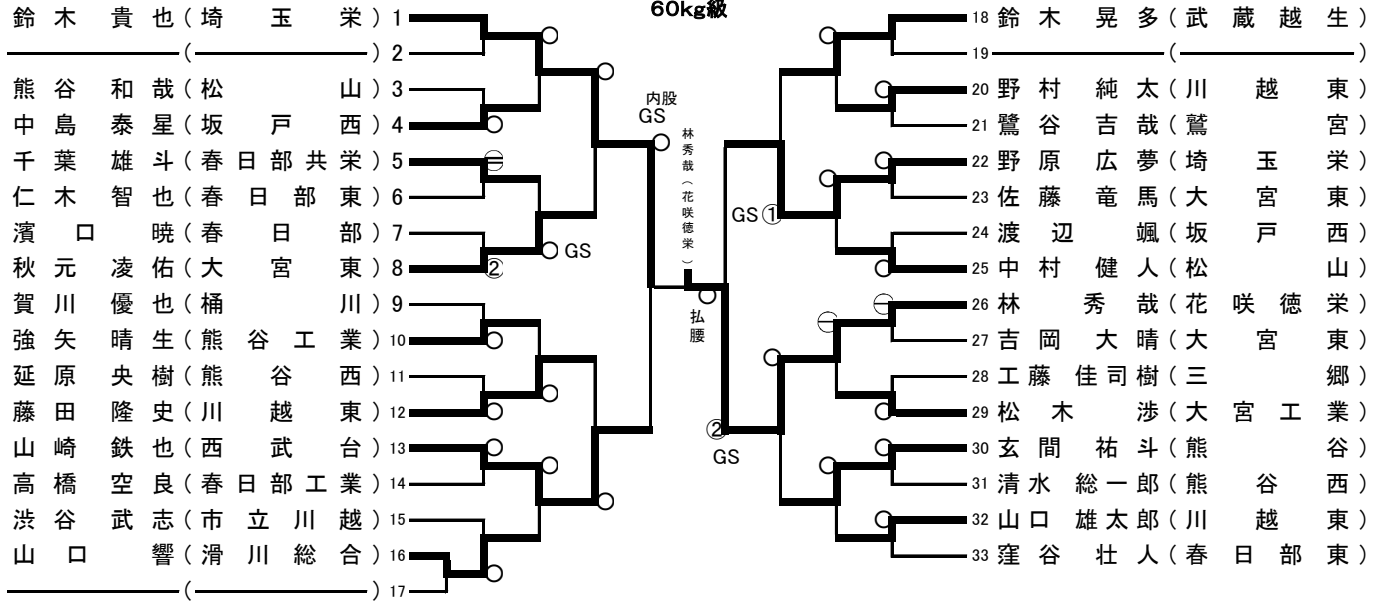 60kg級
鈴木貴也(埼玉栄) 1
( ) 2
熊谷和哉(松山) 3
中島泰星(坂戸西) 4
千葉雄斗(春日部共栄) 5
仁木智也(春日部東) 6
濱口暁(春日部) 7
秋元凌佑(大宮東) 8
賀川優也(桶川) 9
強矢晴生(熊谷工業) 10
延原央樹(熊谷西) 11
藤田隆史(川越東) 12
山崎鉄也(西武台) 13
高橋空良(春日部工業) 14
渋谷武志(市立川越) 15
山口響(滑川総合) 16
( ) 17
②
GS
内股
GS
林秀哉(花咲徳栄)
払腰
GS①
②
GS
18 鈴木晃多(武蔵越生)
19 ( )
20 野村純太(川越東)
21 鷺谷吉哉(鷲宮)
22 野原広夢(埼玉栄)
23 佐藤竜馬(大宮東)
24 渡辺颯(坂戸西)
25 中村健人(松山)
26 林秀哉(花咲徳栄)
27 吉岡大晴(大宮東)
28 工藤佳司樹(三郷)
29 松木渉(大宮工業)
30 玄間祐斗(熊谷)
31 清水総一郎(熊谷西)
32 山口雄太郎(川越東)
33 窪谷壮人(春日部東)